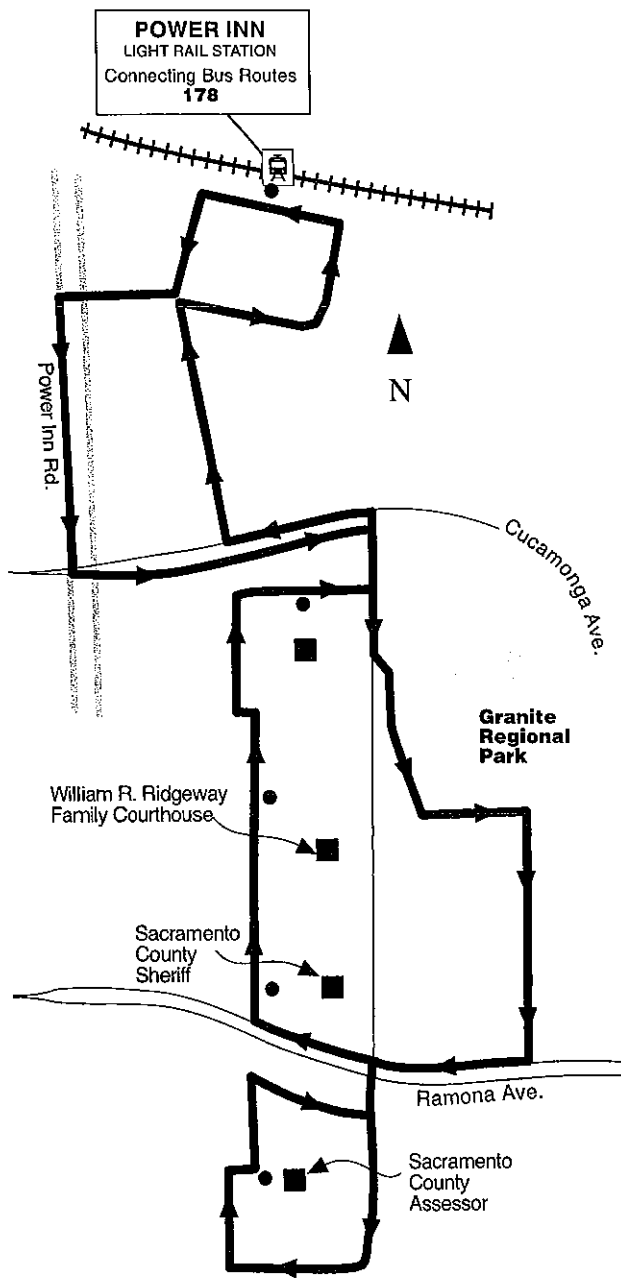 POWER INN
LIGHT RAIL STATION
Connecting Bus Routes
178
Power Inn Rd.
N
Cucamonga Ave.
Granite
Regional
Park
William R. Ridgeway
Family Courthouse
Sacramento
County
Sheriff
Ramona Ave.
Sacramento
County
Assessor